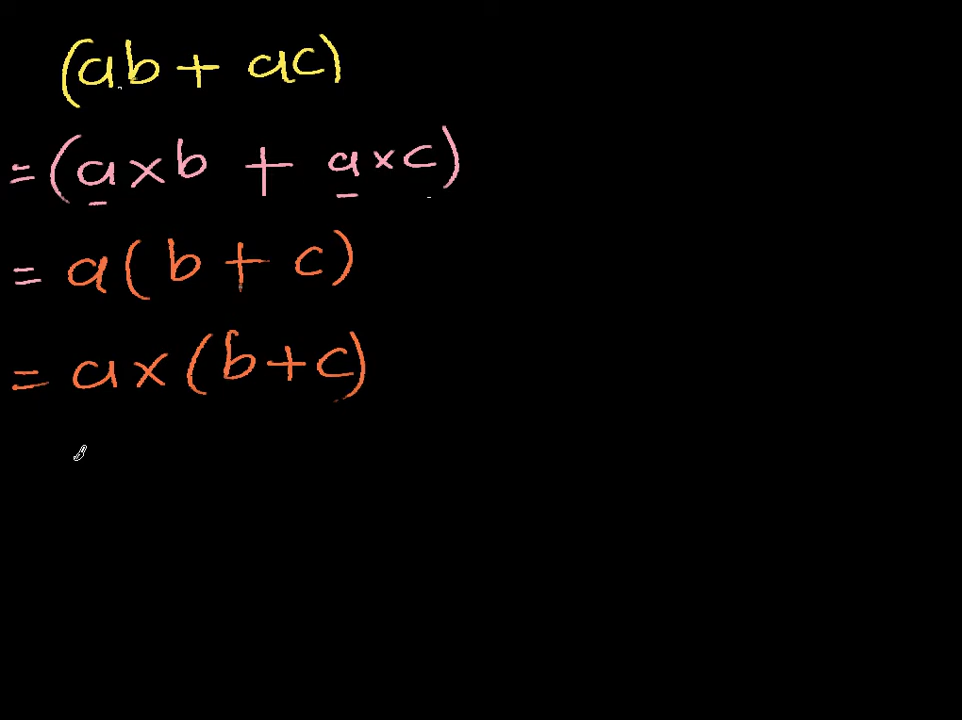 (ab + ac)
= (a × b + a × c)
= a ( b + c )
= a × ( b + c )